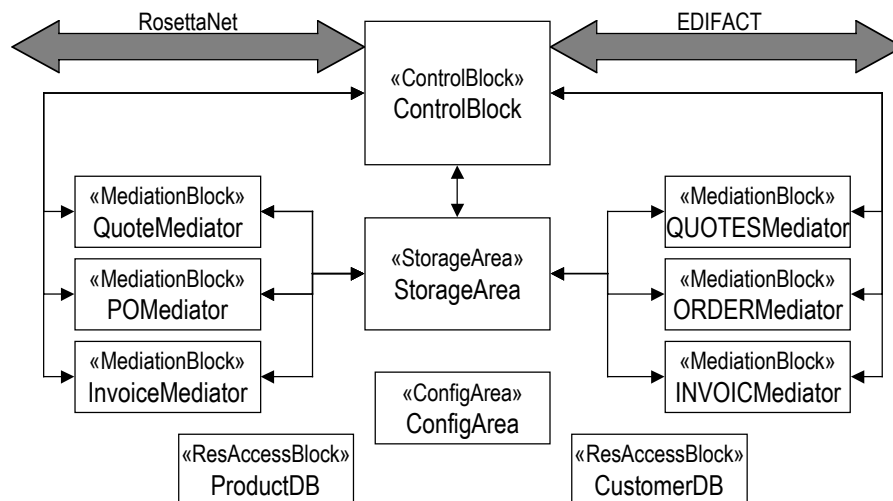 RosettaNet
EDIFACT
«ControlBlock»
ControlBlock
«MediationBlock»
QuoteMediator
«MediationBlock»
POMediator
«MediationBlock»
InvoiceMediator
«StorageArea»
StorageArea
«ConfigArea»
ConfigArea
«MediationBlock»
QUOTESMediator
«MediationBlock»
ORDERMediator
«MediationBlock»
INVOICMediator
«ResAccessBlock»
ProductDB
«ResAccessBlock»
CustomerDB